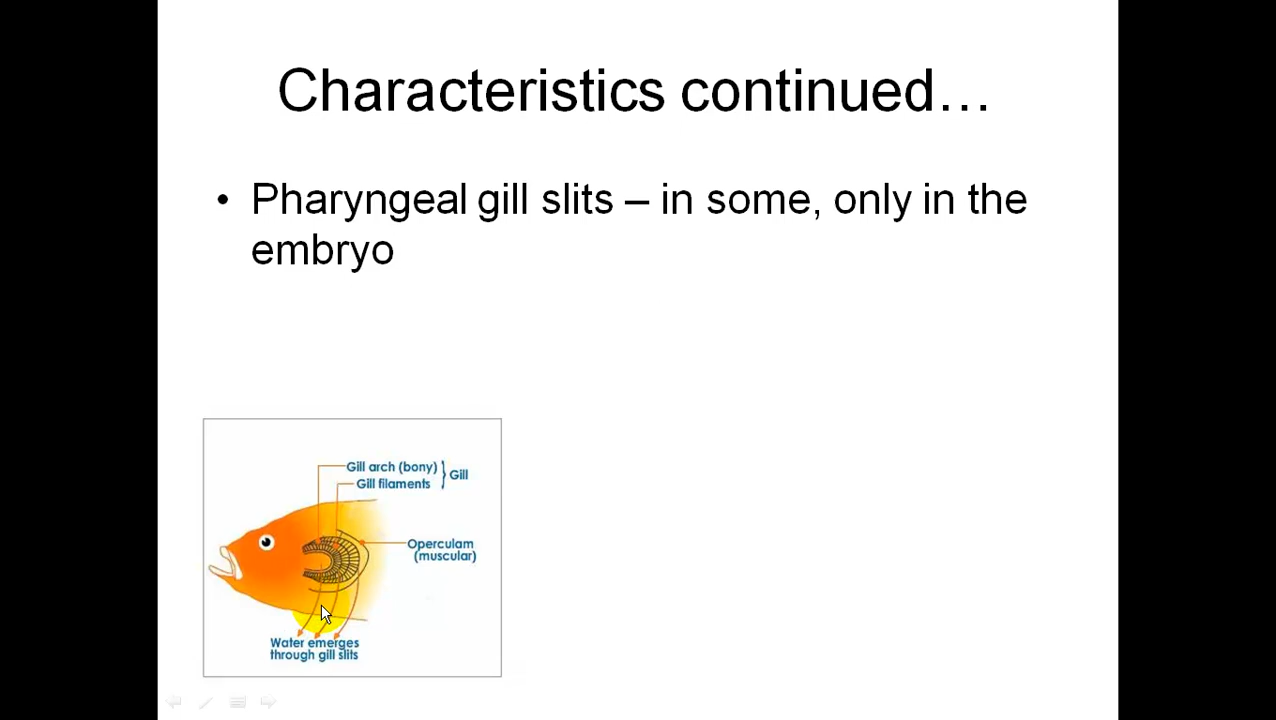 Characteristics continued…
• Pharyngeal gill slits – in some, only in the
embryo
Gill arch (bony) } Gill
Gill filaments
Operculam
(muscular)
Water emerges
through gill slits